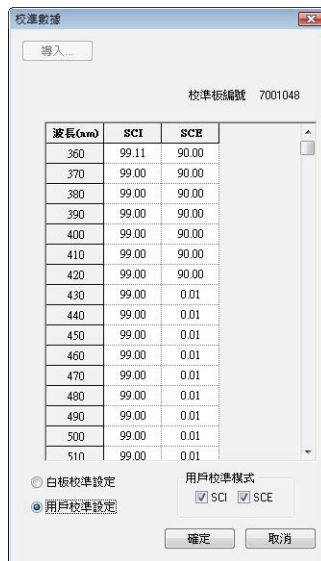 校準數據
導入...
校準板編號 7001048
波長(nm) SCI SCE
360 99.11 90.00
370 99.00 90.00
380 99.00 90.00
390 99.00 90.00
400 99.00 90.00
410 99.00 90.00
420 99.00 90.00
430 99.00 0.01
440 99.00 0.01
450 99.00 0.01
460 99.00 0.01
470 99.00 0.01
480 99.00 0.01
490 99.00 0.01
500 99.00 0.01
510 99.00 0.01
白板校準設定
用戶校準設定
用戶校準模式
SCI SCE
確定 取消